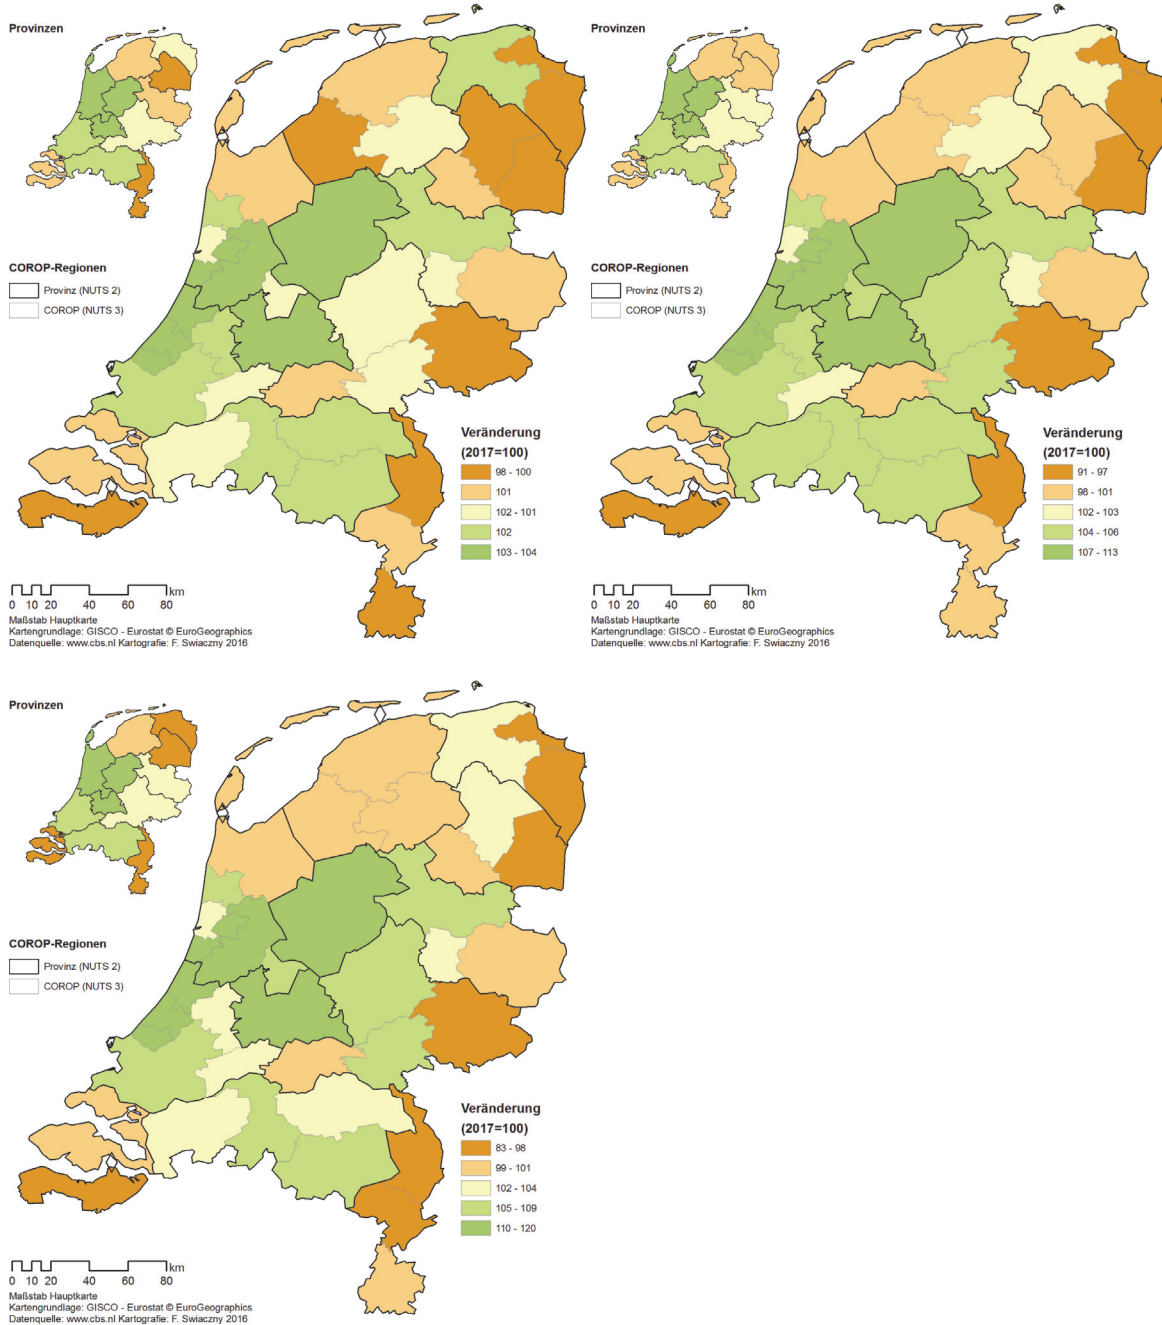 Provinzen
COROP-Regionen
Provinz (NUTS 2)
COROP (NUTS 3)
Veränderung
(2017=100)
98 - 100
101
102 - 101
102
103 - 104
km
0 10 20 40 60 80
Maßstab Hauptkarte
Kartengrundlage: GISCO - Eurostat © EuroGeographics
Datenquelle: www.cbs.nl Kartografie: F. Swiaczny 2016
Provinzen
COROP-Regionen
Provinz (NUTS 2)
COROP (NUTS 3)
Veränderung
(2017=100)
91 - 97
98 - 101
102 - 103
104 - 106
107 - 113
km
0 10 20 40 60 80
Maßstab Hauptkarte
Kartengrundlage: GISCO - Eurostat © EuroGeographics
Datenquelle: www.cbs.nl Kartografie: F. Swiaczny 2016
Provinzen
COROP-Regionen
Provinz (NUTS 2)
COROP (NUTS 3)
Veränderung
(2017=100)
83 - 98
99 - 101
102 - 104
105 - 109
110 - 120
km
0 10 20 40 60 80
Maßstab Hauptkarte
Kartengrundlage: GISCO - Eurostat © EuroGeographics
Datenquelle: www.cbs.nl Kartografie: F. Swiaczny 2016